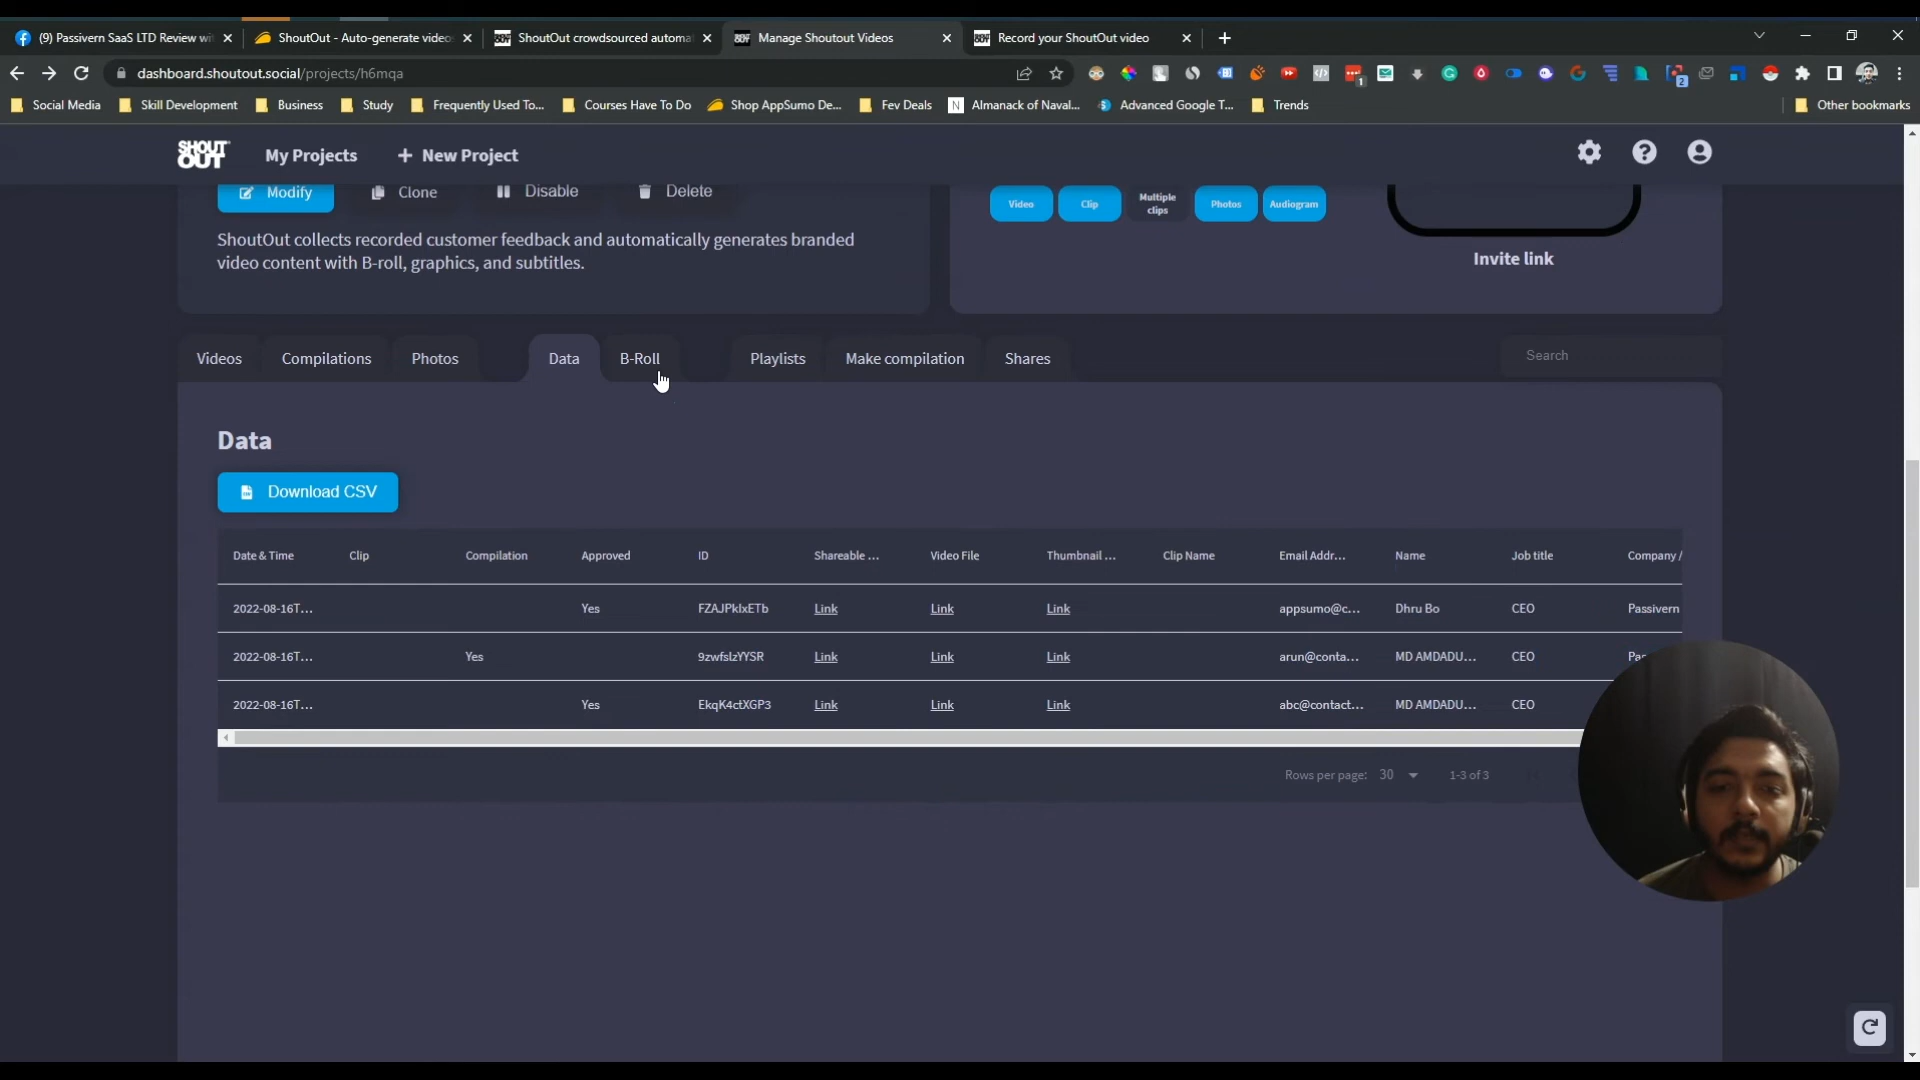 (9) Passivern SaaS LTD Review wi
ShoutOut - Auto-generate video
ShoutOut crowdsourced automa
Manage Shoutout Videos
Record your ShoutOut video
dashboard.shoutout.social/projects/h6mqa
Social Media
Skill Development
Business
Study
Frequently Used To...
Courses Have To Do
Shop AppSumo De...
Fev Deals
Almanack of Naval...
Advanced Google T...
Trends
Other bookmarks
SHOUT OUT
My Projects
+ New Project
Modify
Clone
Disable
Delete
Video
Clip
Multiple clips
Photos
Audiogram
ShoutOut collects recorded customer feedback and automatically generates branded
video content with B-roll, graphics, and subtitles.
Invite link
Videos
Compilations
Photos
Data
B-Roll
Playlists
Make compilation
Shares
Search
Data
Download CSV
Date & Time Clip Compilation Approved ID Shareable ... Video File Thumbnail ... Clip Name Email Addr... Name Job title Company /
2022-08-16T... Yes FZAJPkIxETb Link Link Link appsumo@c... Dhru Bo CEO Passivern
2022-08-16T... Yes 9zwfsIzYYSR Link Link Link arun@conta... MD AMDADU... CEO Pas
2022-08-16T... Yes EkqK4ctXGP3 Link Link Link abc@contact... MD AMDADU... CEO
Rows per page: 30 1-3 of 3